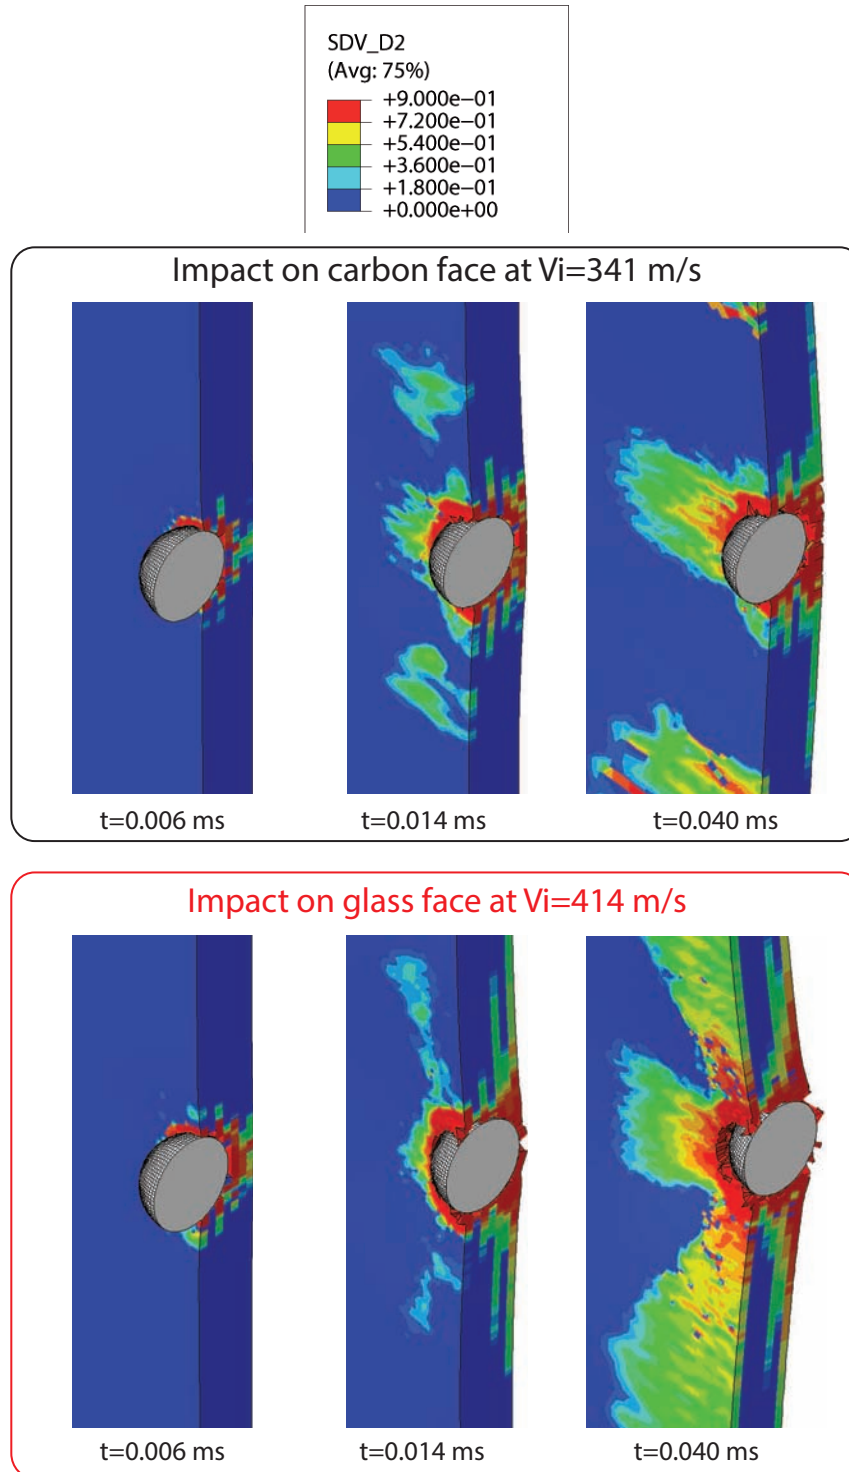 SDV_D2
(Avg: 75%)
+9.000e−01
+7.200e−01
+5.400e−01
+3.600e−01
+1.800e−01
+0.000e+00
Impact on carbon face at Vi=341 m/s
t=0.006 ms
t=0.014 ms
t=0.040 ms
Impact on glass face at Vi=414 m/s
t=0.006 ms
t=0.014 ms
t=0.040 ms